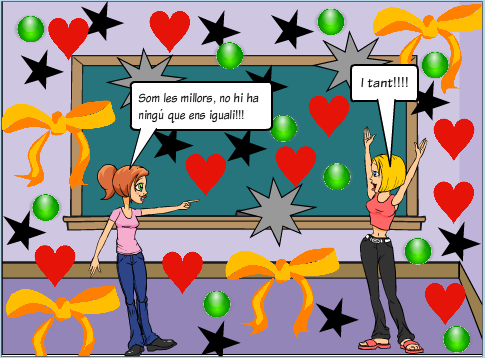 Som les millors, no hi ha
ningú que ens iguali!!!
I tant!!!!